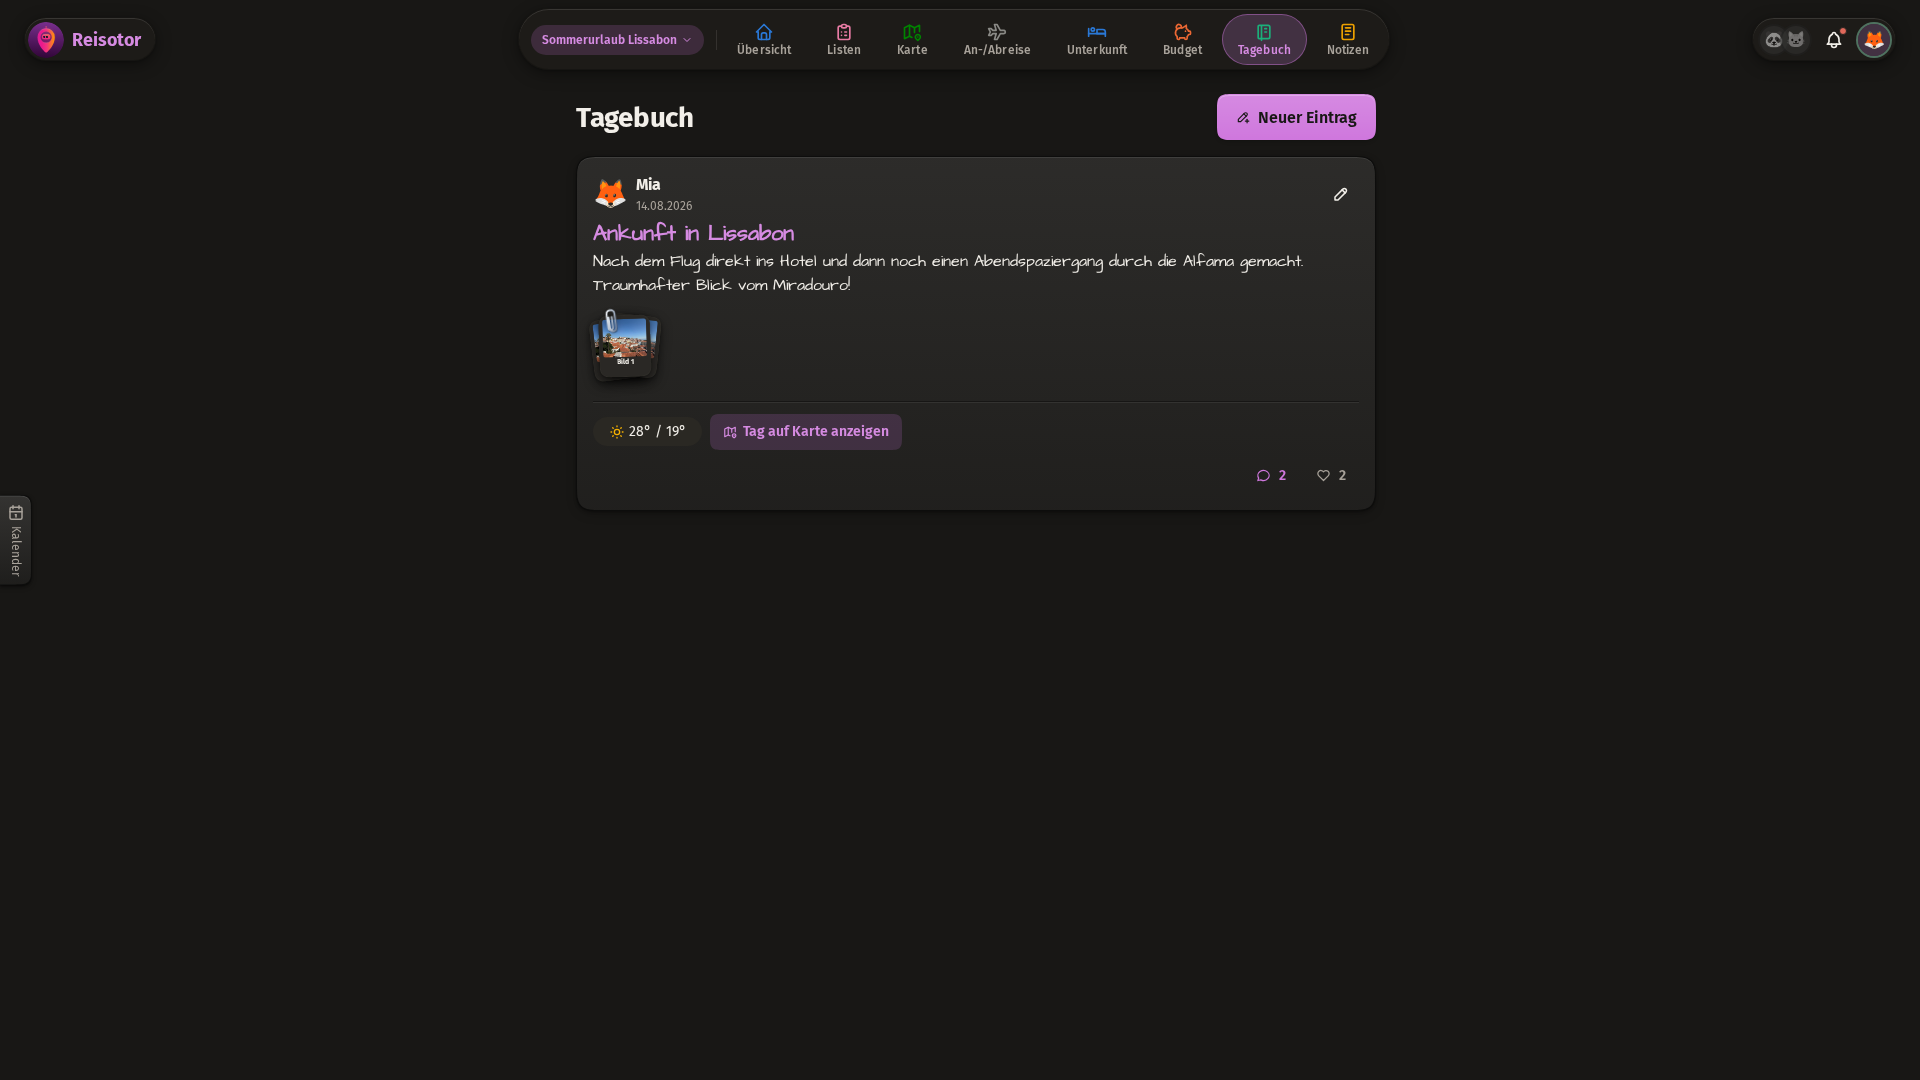 Reisotor
Sommerurlaub Lissabon
Übersicht
Listen
Karte
An-/Abreise
Unterkunft
Budget
Tagebuch
Notizen
Tagebuch
Neuer Eintrag
Mia
14.08.2026
Ankunft in Lissabon
Nach dem Flug direkt ins Hotel und dann noch einen Abendspaziergang durch die Alfama gemacht.
Traumhafter Blick vom Miradouro!
Bild 1
28° / 19°
Tag auf Karte anzeigen
2
2
Kalender